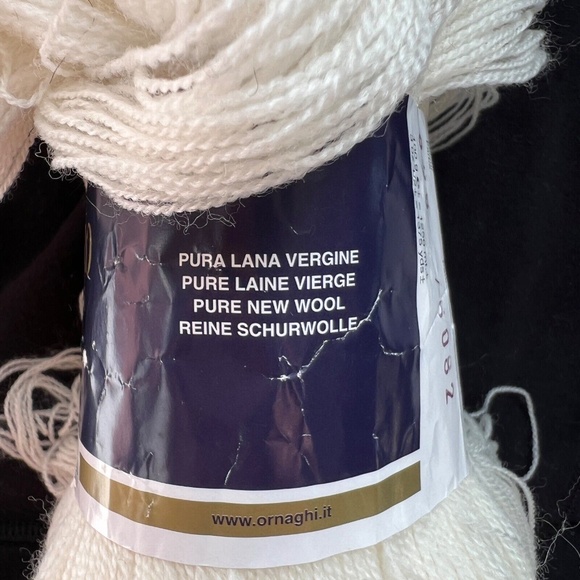 PURA LANA VERGINE
PURE LAINE VIERGE
PURE NEW WOOL
REINE SCHURWOLLE
www.ornaghi.it